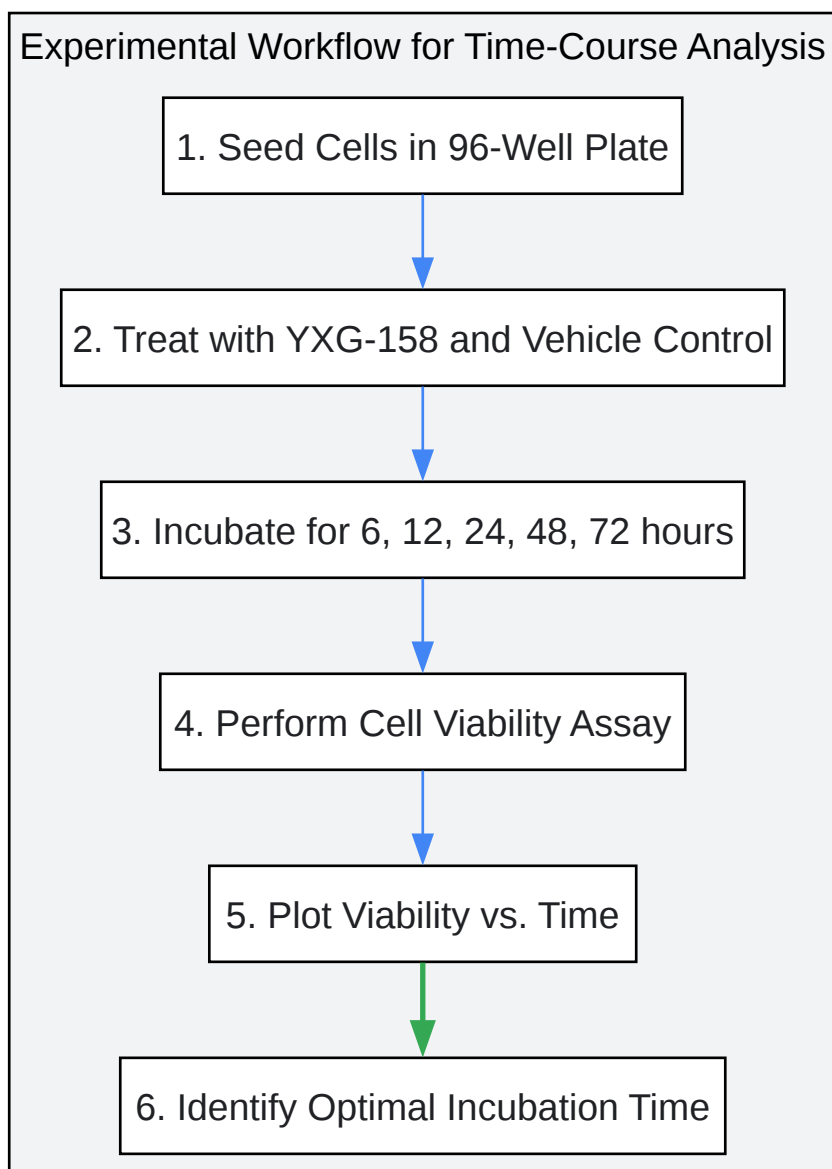 Experimental Workflow for Time-Course Analysis
1. Seed Cells in 96-Well Plate
2. Treat with YXG-158 and Vehicle Control
3. Incubate for 6, 12, 24, 48, 72 hours
4. Perform Cell Viability Assay
5. Plot Viability vs. Time
6. Identify Optimal Incubation Time